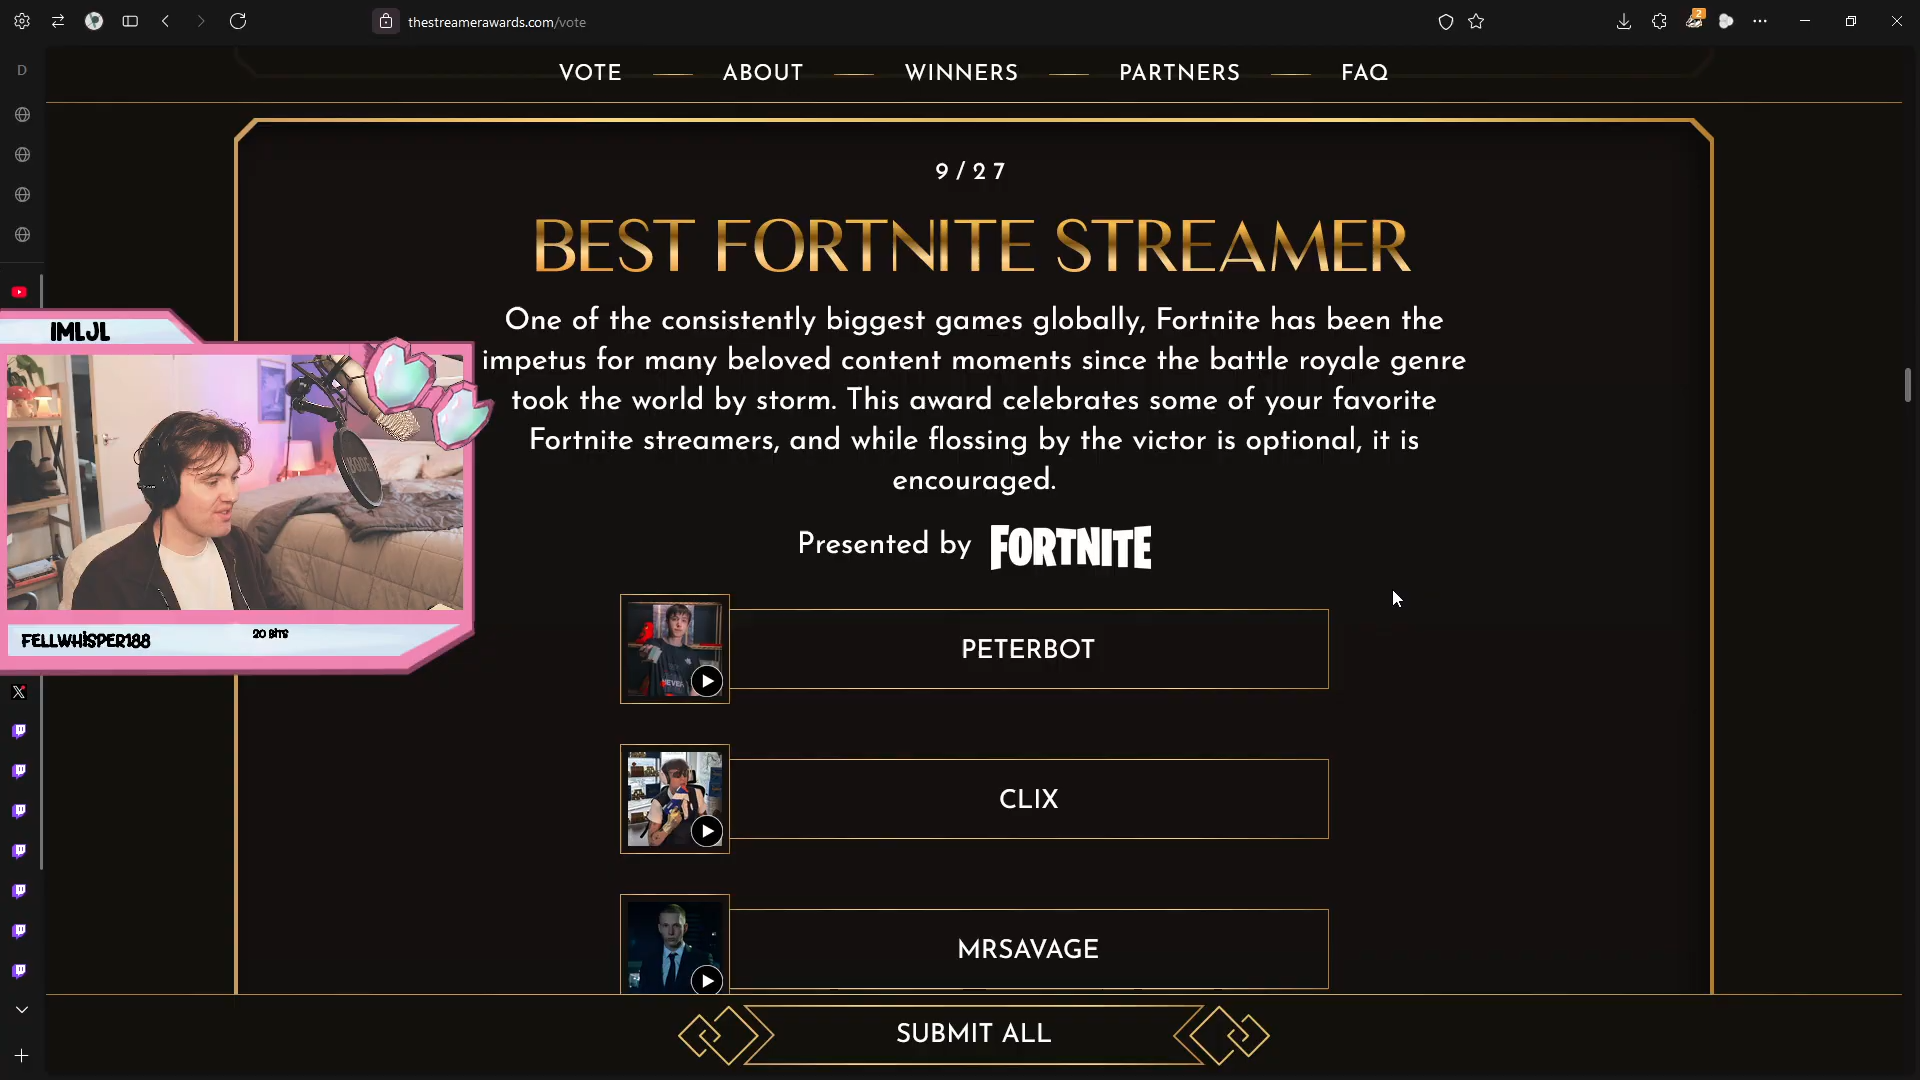 thestreamerawards.com/vote
2
D
VOTE
ABOUT
WINNERS
PARTNERS
FAQ
9/27
BEST FORTNITE STREAMER
One of the consistently biggest games globally, Fortnite has been the
impetus for many beloved content moments since the battle royale genre
took the world by storm. This award celebrates some of your favorite
Fortnite streamers, and while flossing by the victor is optional, it is
encouraged.
Presented by FORTNITE
IMLJL
RODE
FELLWHISPER188
20 BITS
PETERBOT
CLIX
MRSAVAGE
SUBMIT ALL